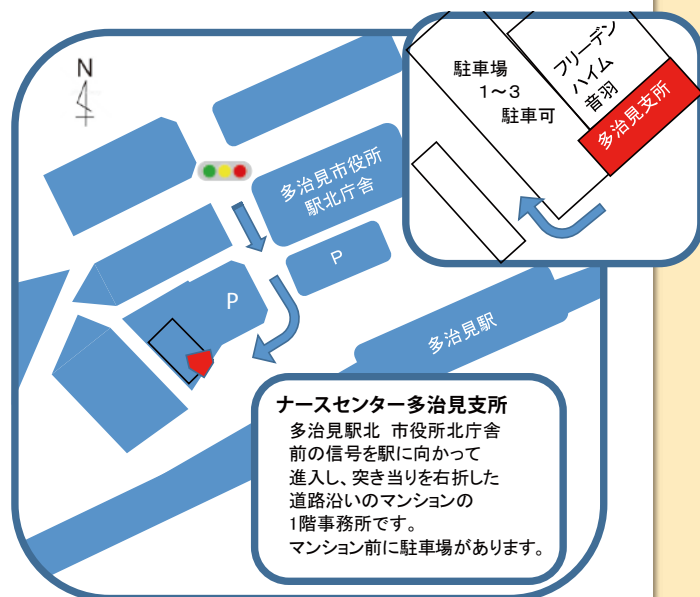 N
駐車場
1～3
駐車可
フリーデン
ハイム
音羽
多治見支所
多治見市役所
駅北庁舎
P
P
多治見駅
ナースセンター多治見支所
多治見駅北 市役所北庁舎
前の信号を駅に向かって
進入し、突き当りを右折した
道路沿いのマンションの
1階事務所です。
マンション前に駐車場があります。